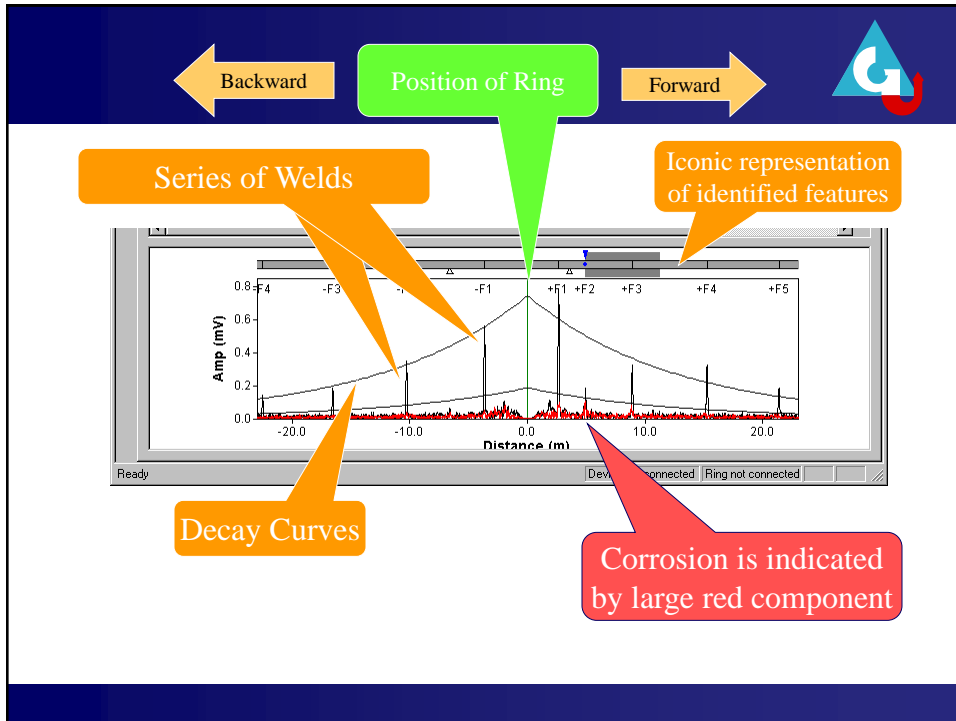 Backward
Position of Ring
Forward
Series of Welds
Iconic representation
of identified features
-F3
-F1
+F1
+F2
+F3
+F4
+F5
0.8
0.6
0.4
0.2
0.0
Amp (mV)
-20.0
-10.0
0.0
10.0
20.0
Distance (m)
Ready
Ring not connected
Decay Curves
Corrosion is indicated
by large red component